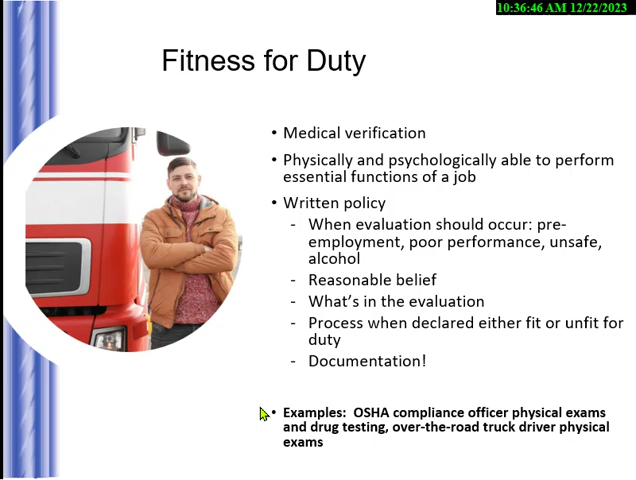 10:36:46 AM 12/22/2023
Fitness for Duty
• Medical verification
• Physically and psychologically able to perform
essential functions of a job
• Written policy
- When evaluation should occur: pre-
employment, poor performance, unsafe,
alcohol
- Reasonable belief
- What's in the evaluation
- Process when declared either fit or unfit for
duty
- Documentation!
• Examples: OSHA compliance officer physical exams
and drug testing, over-the-road truck driver physical
exams